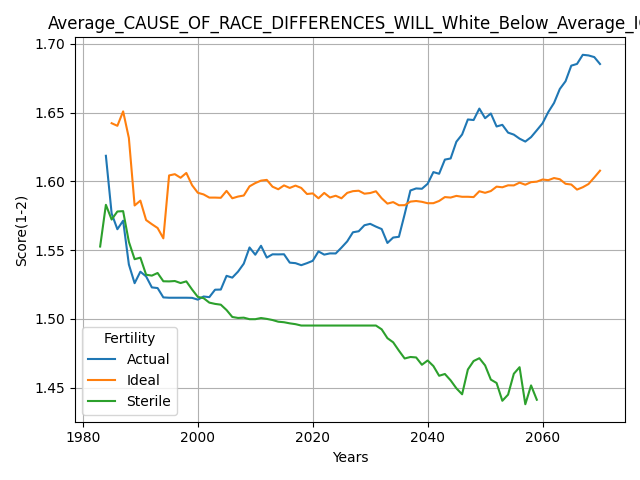 Average_CAUSE_OF_RACE_DIFFERENCES_WILL_White_Below_Average_I
1.70
1.65
1.60
1.55
1.50
1.45
Score(1-2)
Fertility
Actual
Ideal
Sterile
1980
2000
2020
2040
2060
Years